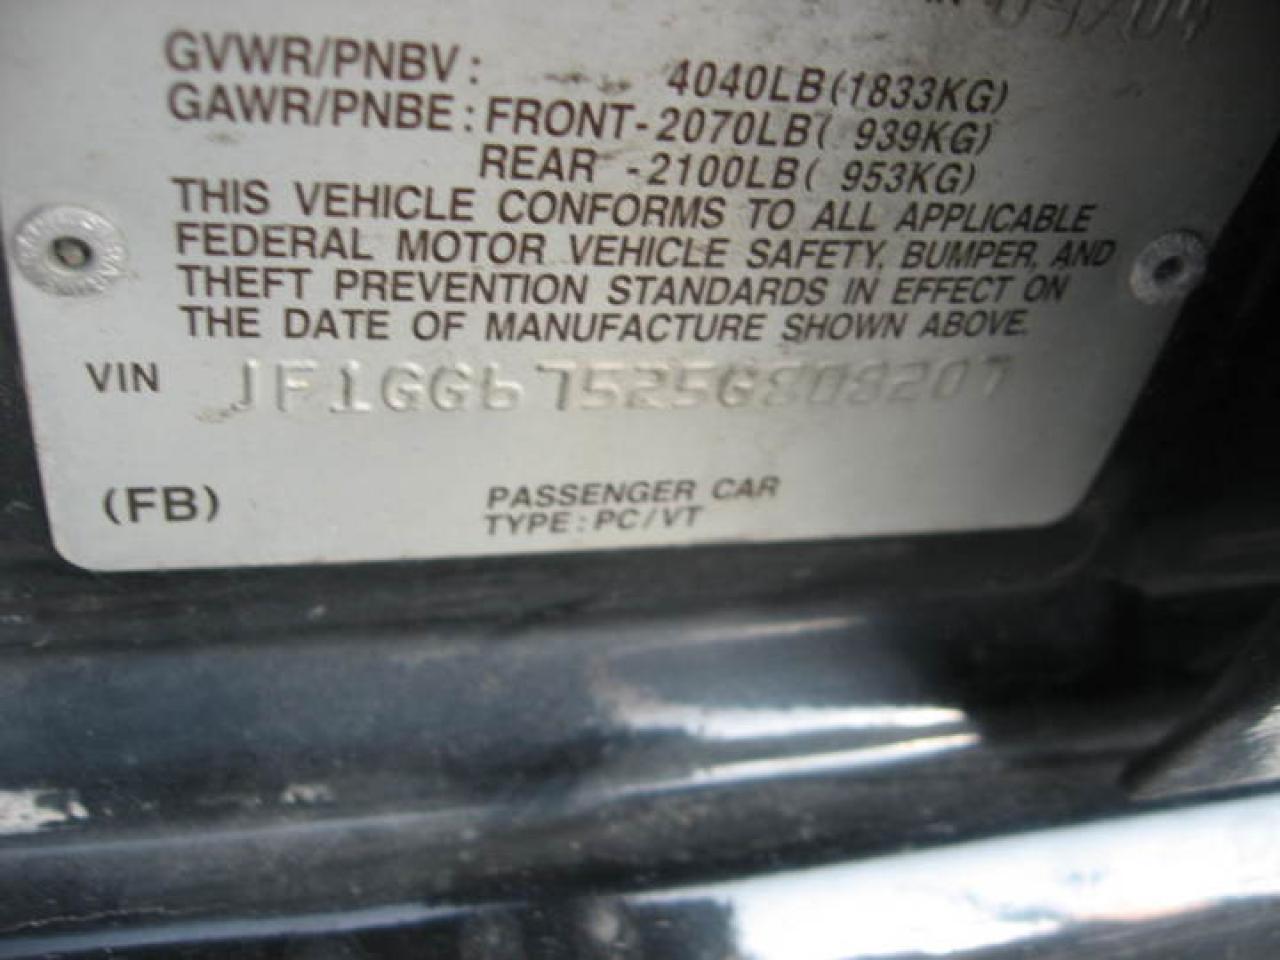 GVWR/PNBV: 4040LB(1833KG)
GAWR/PNBE:FRONT-2070LB( 939KG)
REAR -2100LB( 953KG)
THIS VEHICLE CONFORMS TO ALL APPLICABLE
FEDERAL MOTOR VEHICLE SAFETY, BUMPER, AND
THEFT PREVENTION STANDARDS IN EFFECT ON
THE DATE OF MANUFACTURE SHOWN ABOVE.
VIN JF1GG67525G808207
(FB) PASSENGER CAR
TYPE:PC/VT